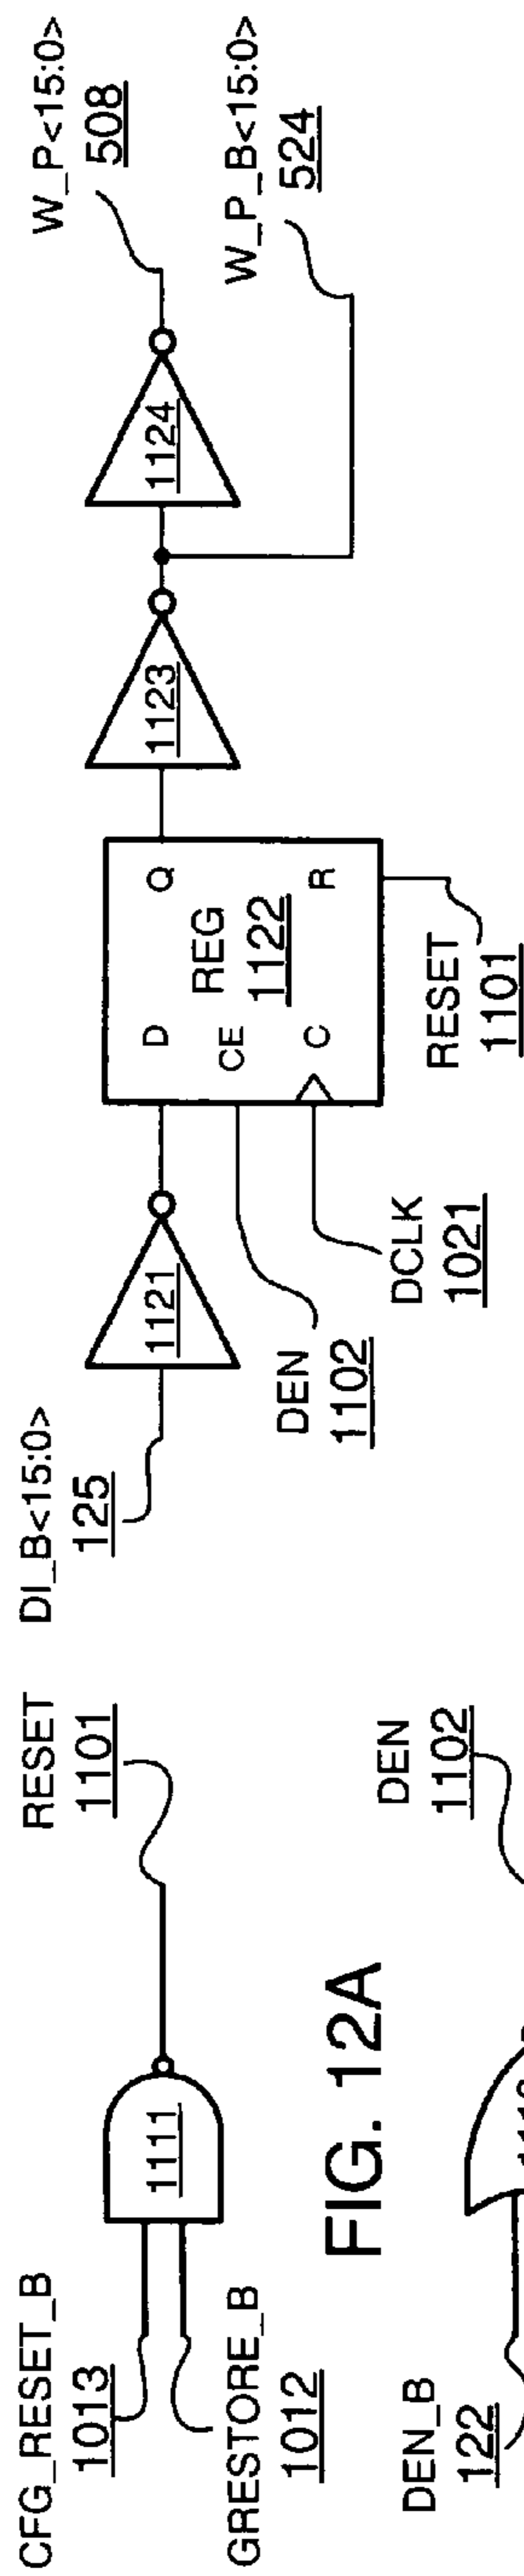 CFG_RESET_B
1013
GRESTORE_B
1012
1111
RESET
1101
FIG. 12A
DEN_B
122
DEN
1102
DI_B<15:0>
125
1121
DEN
1102
DCLK
1021
D
Q
CE
REG
1122
C
R
RESET
1101
1123
1124
W_P<15:0>
508
W_P_B<15:0>
524